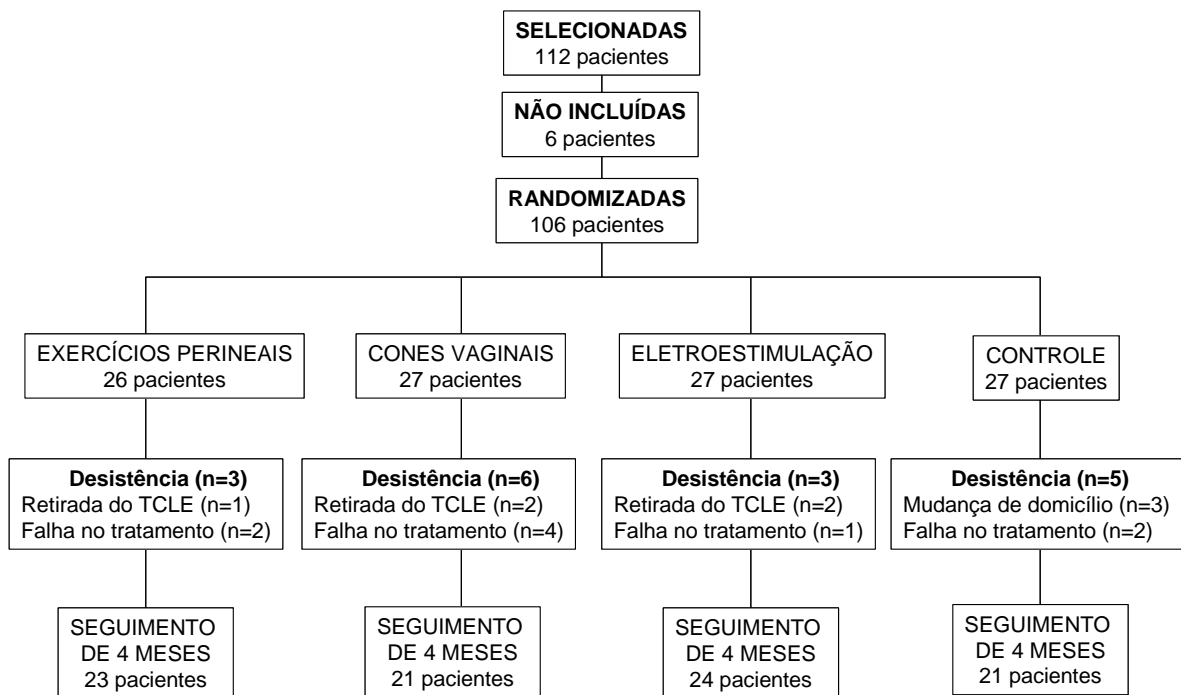 SELECIONADAS
112 pacientes
NÃO INCLUÍDAS
6 pacientes
RANDOMIZADAS
106 pacientes
EXERCÍCIOS PERINEAIS
26 pacientes
CONES VAGINAIS
27 pacientes
ELETROESTIMULAÇÃO
27 pacientes
CONTROLE
27 pacientes
Desistência (n=3)
Retirada do TCLE (n=1)
Falha no tratamento (n=2)
Desistência (n=6)
Retirada do TCLE (n=2)
Falha no tratamento (n=4)
Desistência (n=3)
Retirada do TCLE (n=2)
Falha no tratamento (n=1)
Desistência (n=5)
Mudança de domicílio (n=3)
Falha no tratamento (n=2)
SEGUIMENTO
DE 4 MESES
23 pacientes
SEGUIMENTO
DE 4 MESES
21 pacientes
SEGUIMENTO
DE 4 MESES
24 pacientes
SEGUIMENTO
DE 4 MESES
21 pacientes